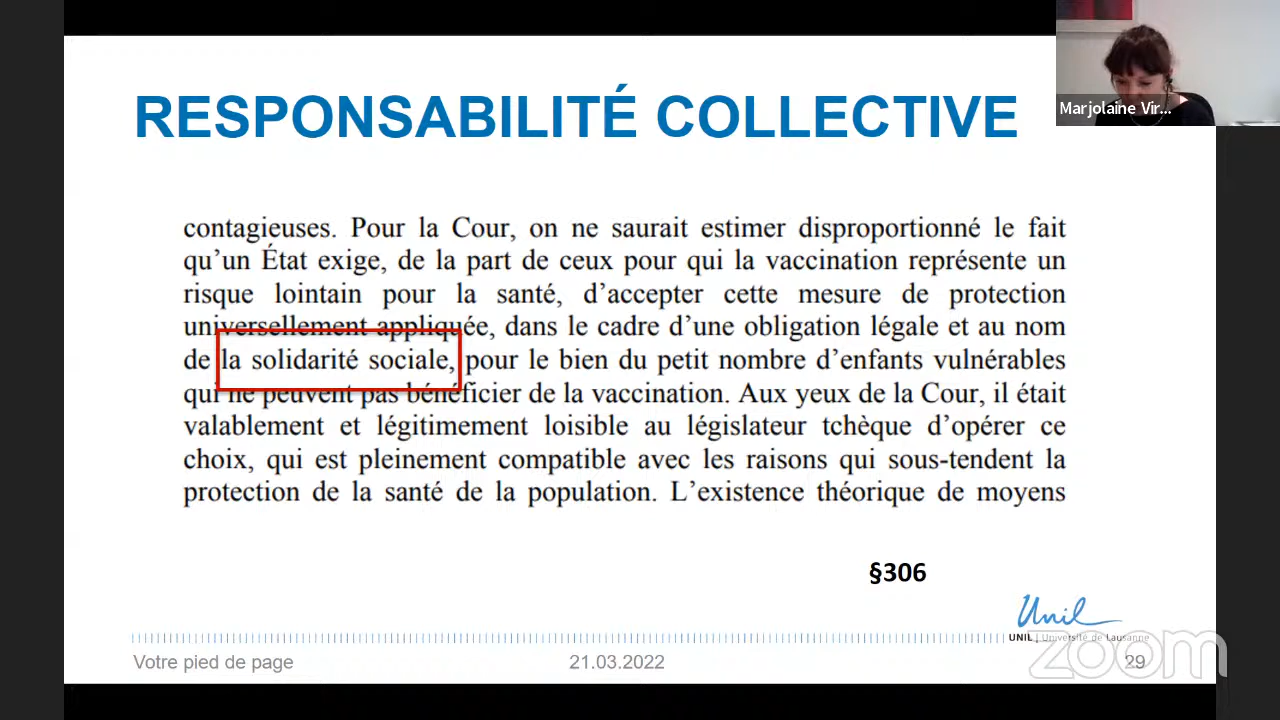 RESPONSABILITÉ COLLECTIVE
Marjolaine Vir...
contagieuses. Pour la Cour, on ne saurait estimer disproportionné le fait
qu’un État exige, de la part de ceux pour qui la vaccination représente un
risque lointain pour la santé, d’accepter cette mesure de protection
universellement appliquée, dans le cadre d’une obligation légale et au nom
de la solidarité sociale, pour le bien du petit nombre d’enfants vulnérables
qui ne peuvent pas bénéficier de la vaccination. Aux yeux de la Cour, il était
valablement et légitimement loisible au législateur tchèque d’opérer ce
choix, qui est pleinement compatible avec les raisons qui sous-tendent la
protection de la santé de la population. L’existence théorique de moyens
§306
Unil
UNIL | Université de Lausanne
Votre pied de page
21.03.2022
29
zoom